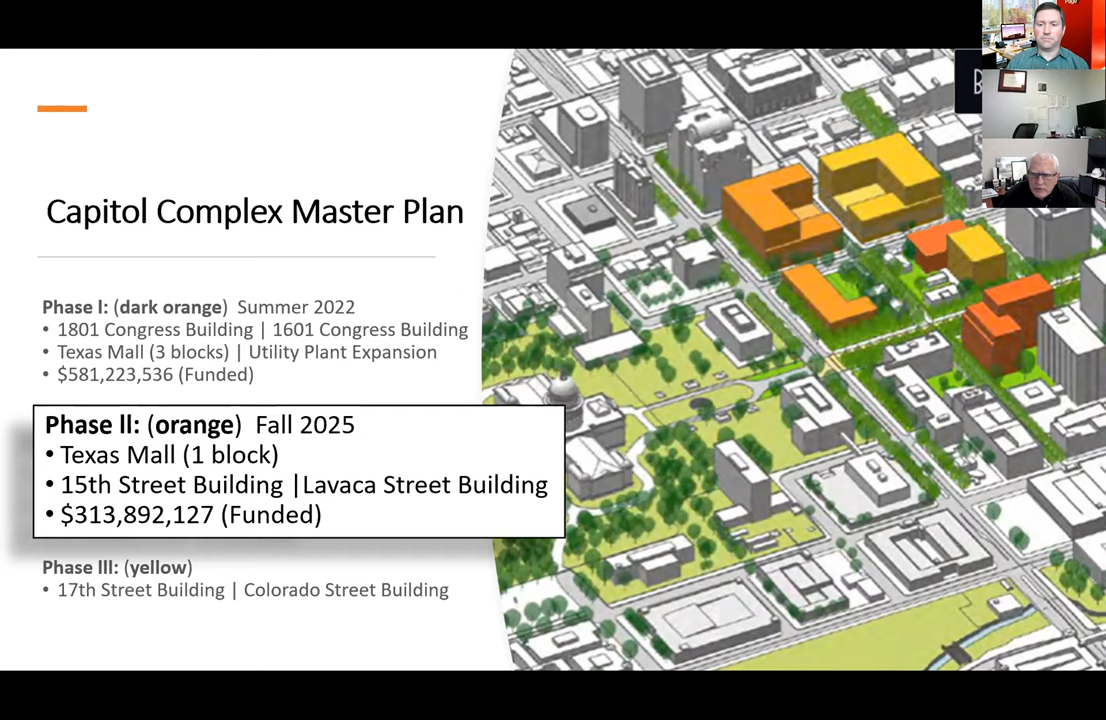 Capitol Complex Master Plan
Phase I: (dark orange) Summer 2022
• 1801 Congress Building | 1601 Congress Building
• Texas Mall (3 blocks) | Utility Plant Expansion
• $581,223,536 (Funded)
Phase ll: (orange) Fall 2025
• Texas Mall (1 block)
• 15th Street Building |Lavaca Street Building
• $313,892,127 (Funded)
Phase III: (yellow)
• 17th Street Building | Colorado Street Building
Page
B